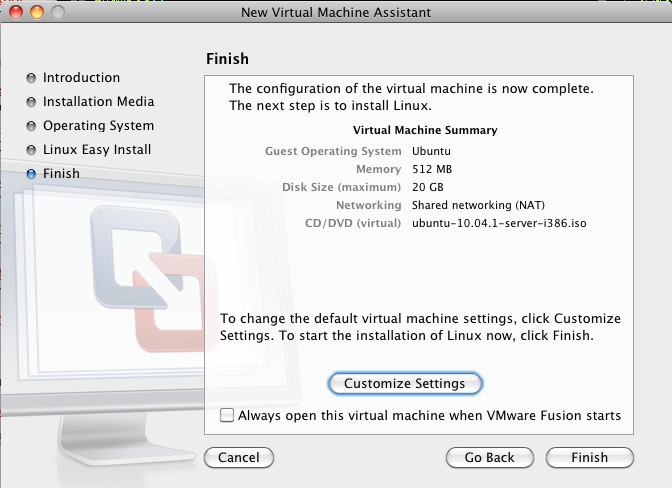 New Virtual Machine Assistant
Finish
Introduction
Installation Media
Operating System
Linux Easy Install
Finish
The configuration of the virtual machine is now complete.
The next step is to install Linux.
Virtual Machine Summary
Guest Operating System Ubuntu
Memory 512 MB
Disk Size (maximum) 20 GB
Networking Shared networking (NAT)
CD/DVD (virtual) ubuntu-10.04.1-server-i386.iso
To change the default virtual machine settings, click Customize
Settings. To start the installation of Linux now, click Finish.
Customize Settings
Always open this virtual machine when VMware Fusion starts
Cancel
Go Back
Finish